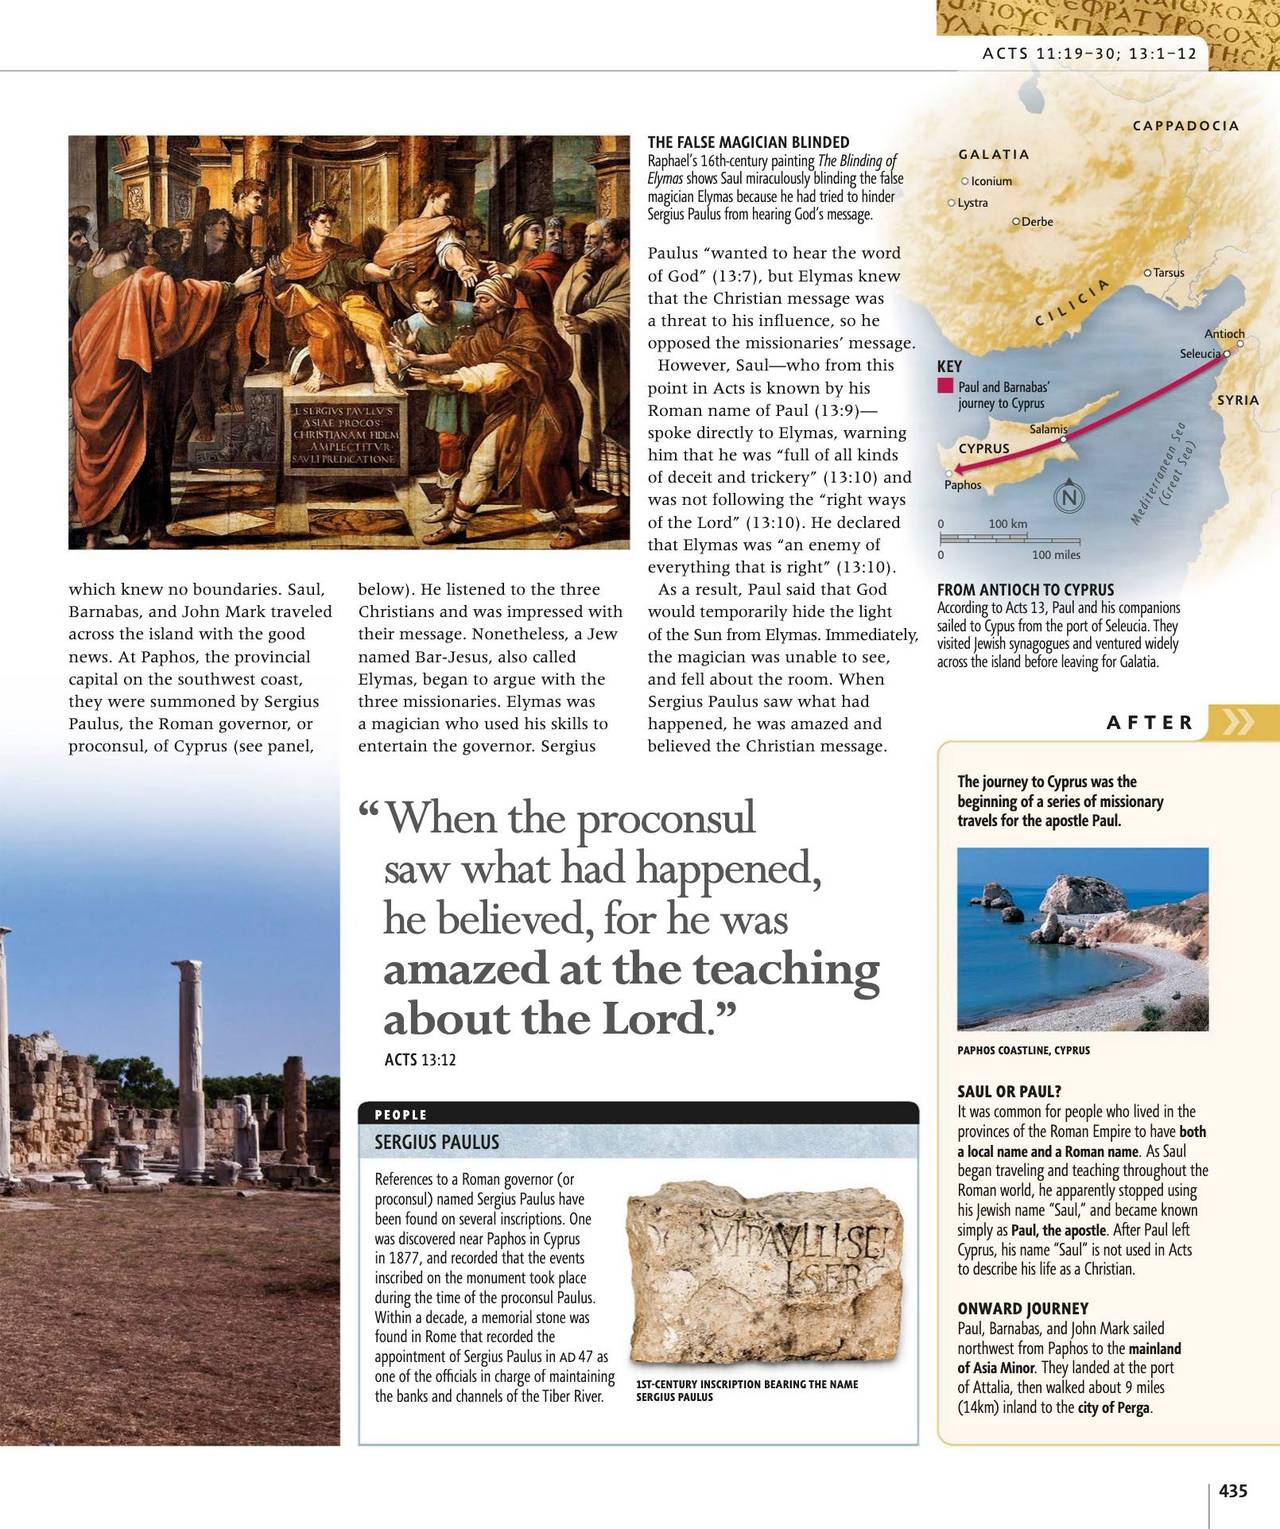 ACTS 11:19–30; 13:1–12
THE FALSE MAGICIAN BLINDED
Raphael's 16th-century painting The Blinding of
Elymas shows Saul miraculously blinding the false
magician Elymas because he had tried to hinder
Sergius Paulus from hearing God's message.
L SERGIVS PAVLLVS
ASIAE PROCOS:
CHRISTIANAM FIDEM
AMPLECTITVR
SAVLI PREDICATIONE
which knew no boundaries. Saul,
Barnabas, and John Mark traveled
across the island with the good
news. At Paphos, the provincial
capital on the southwest coast,
they were summoned by Sergius
Paulus, the Roman governor, or
proconsul, of Cyprus (see panel,
below). He listened to the three
Christians and was impressed with
their message. Nonetheless, a Jew
named Bar-Jesus, also called
Elymas, began to argue with the
three missionaries. Elymas was
a magician who used his skills to
entertain the governor. Sergius
Paulus “wanted to hear the word
of God” (13:7), but Elymas knew
that the Christian message was
a threat to his influence, so he
opposed the missionaries’ message.
However, Saul—who from this
point in Acts is known by his
Roman name of Paul (13:9)—
spoke directly to Elymas, warning
him that he was “full of all kinds
of deceit and trickery” (13:10) and
was not following the “right ways
of the Lord” (13:10). He declared
that Elymas was “an enemy of
everything that is right” (13:10).
As a result, Paul said that God
would temporarily hide the light
of the Sun from Elymas. Immediately,
the magician was unable to see,
and fell about the room. When
Sergius Paulus saw what had
happened, he was amazed and
believed the Christian message.
CAPPADOCIA
GALATIA
Iconium
Lystra
Derbe
Tarsus
CILICIA
Antioch
Seleucia
SYRIA
KEY
Paul and Barnabas’
journey to Cyprus
Salamis
CYPRUS
Paphos
Mediterranean Sea
(Great Sea)
N
0 100 km
0 100 miles
FROM ANTIOCH TO CYPRUS
According to Acts 13, Paul and his companions
sailed to Cypus from the port of Seleucia. They
visited Jewish synagogues and ventured widely
across the island before leaving for Galatia.
“When the proconsul
saw what had happened,
he believed, for he was
amazed at the teaching
about the Lord.”
ACTS 13:12
PEOPLE
SERGIUS PAULUS
References to a Roman governor (or
proconsul) named Sergius Paulus have
been found on several inscriptions. One
was discovered near Paphos in Cyprus
in 1877, and recorded that the events
inscribed on the monument took place
during the time of the proconsul Paulus.
Within a decade, a memorial stone was
found in Rome that recorded the
appointment of Sergius Paulus in AD 47 as
one of the officials in charge of maintaining
the banks and channels of the Tiber River.
1ST-CENTURY INSCRIPTION BEARING THE NAME
SERGIUS PAULUS
AFTER
The journey to Cyprus was the
beginning of a series of missionary
travels for the apostle Paul.
PAPHOS COASTLINE, CYPRUS
SAUL OR PAUL?
It was common for people who lived in the
provinces of the Roman Empire to have both
a local name and a Roman name. As Saul
began traveling and teaching throughout the
Roman world, he apparently stopped using
his Jewish name “Saul,” and became known
simply as Paul, the apostle. After Paul left
Cyprus, his name “Saul” is not used in Acts
to describe his life as a Christian.
ONWARD JOURNEY
Paul, Barnabas, and John Mark sailed
northwest from Paphos to the mainland
of Asia Minor. They landed at the port
of Attalia, then walked about 9 miles
(14km) inland to the city of Perga.
435